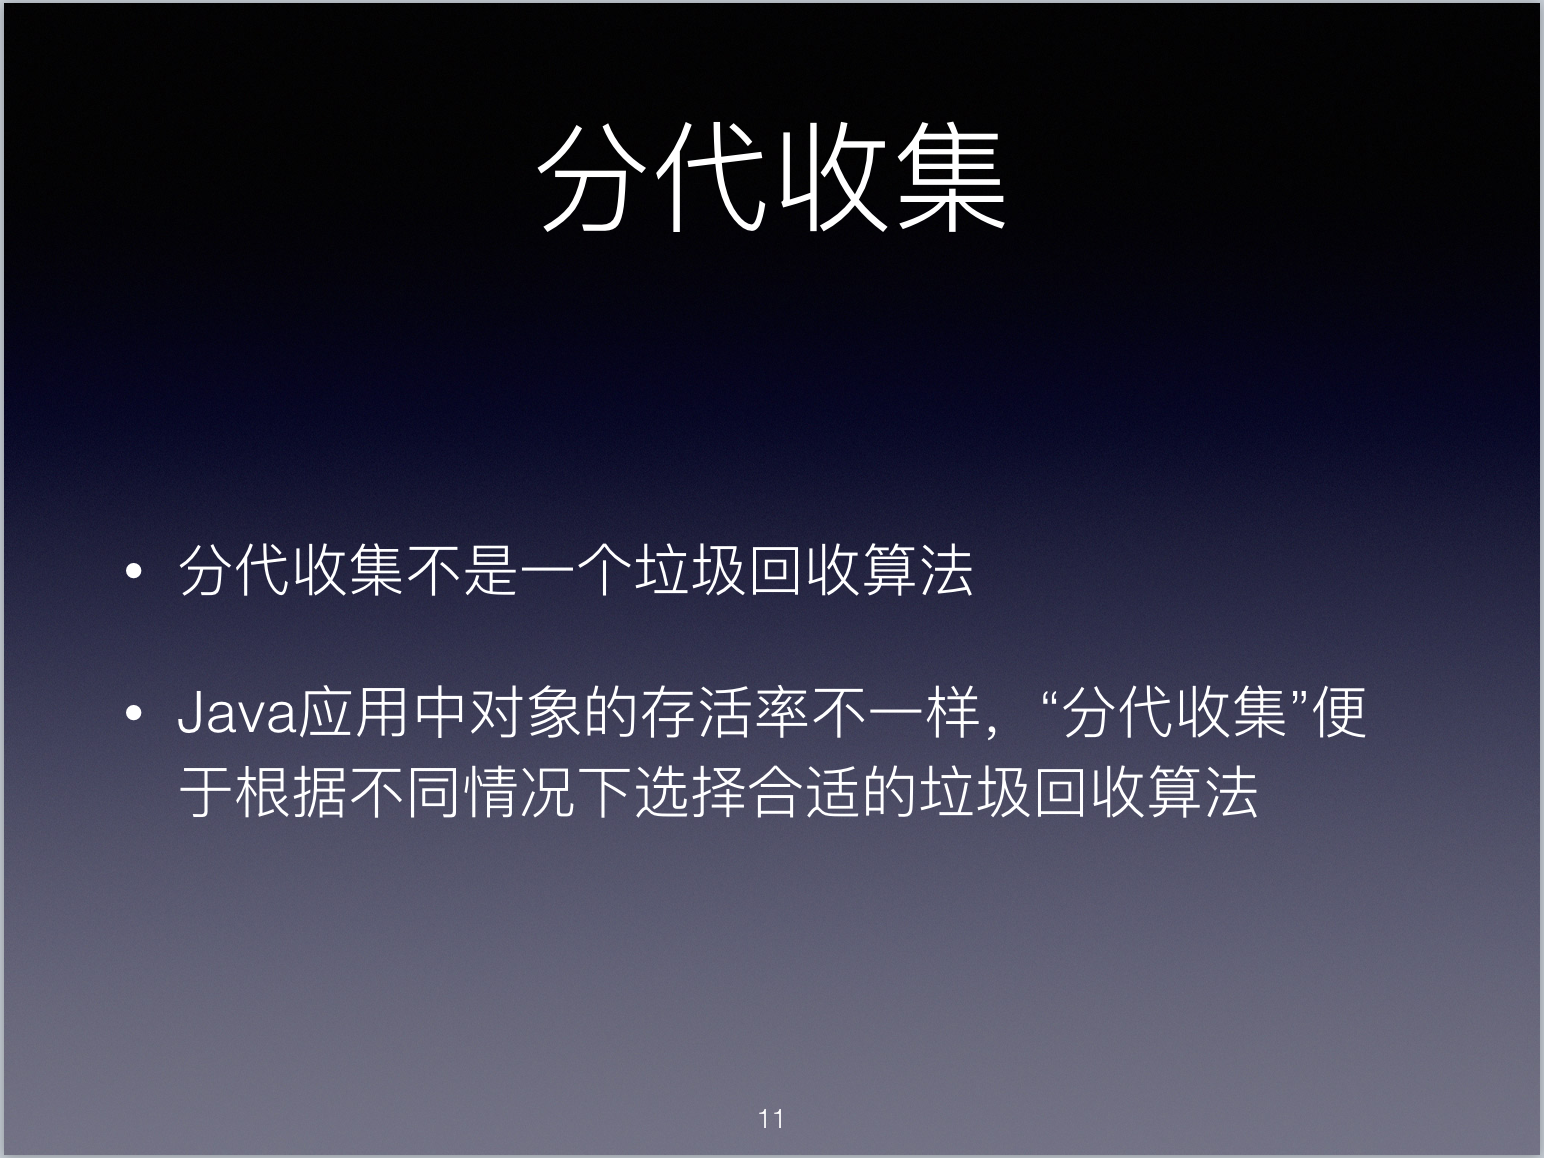 分代收集
• 分代收集不是一个垃圾回收算法
• Java应用中对象的存活率不一样，“分代收集”便
于根据不同情况下选择合适的垃圾回收算法
11